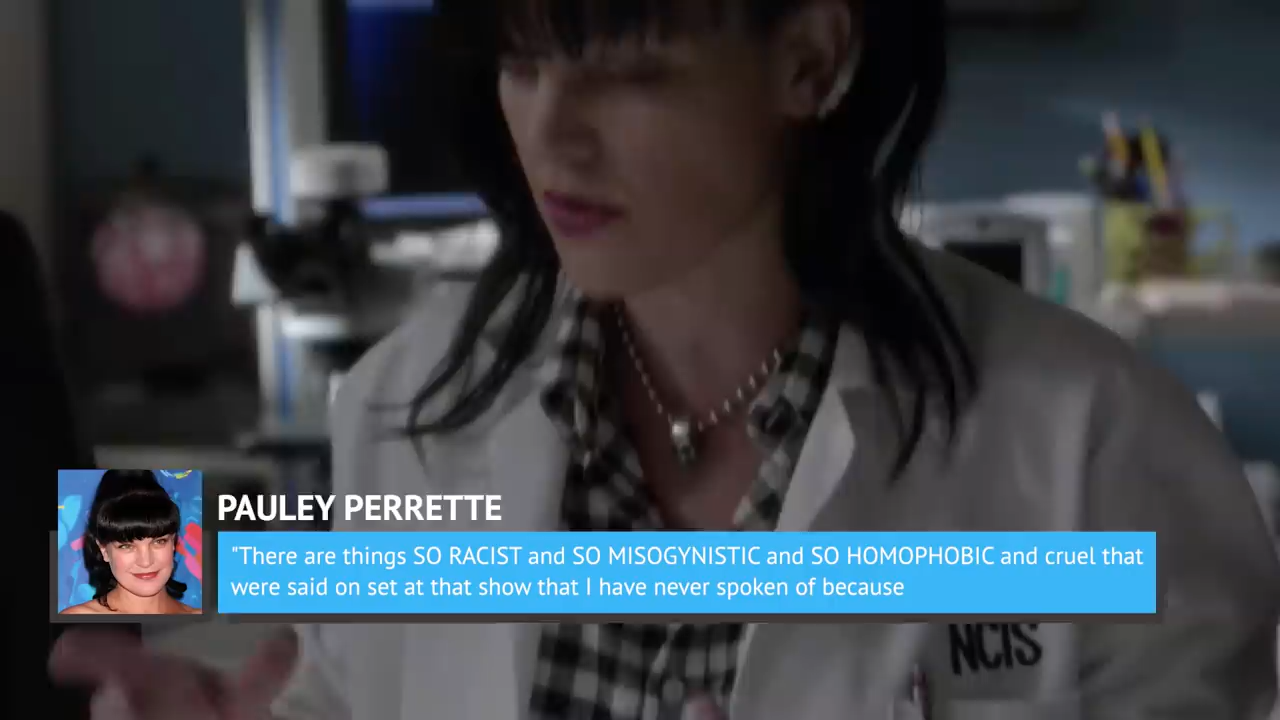 PAULEY PERRETTE
"There are things SO RACIST and SO MISOGYNISTIC and SO HOMOPHOBIC and cruel that
were said on set at that show that I have never spoken of because
NCIS